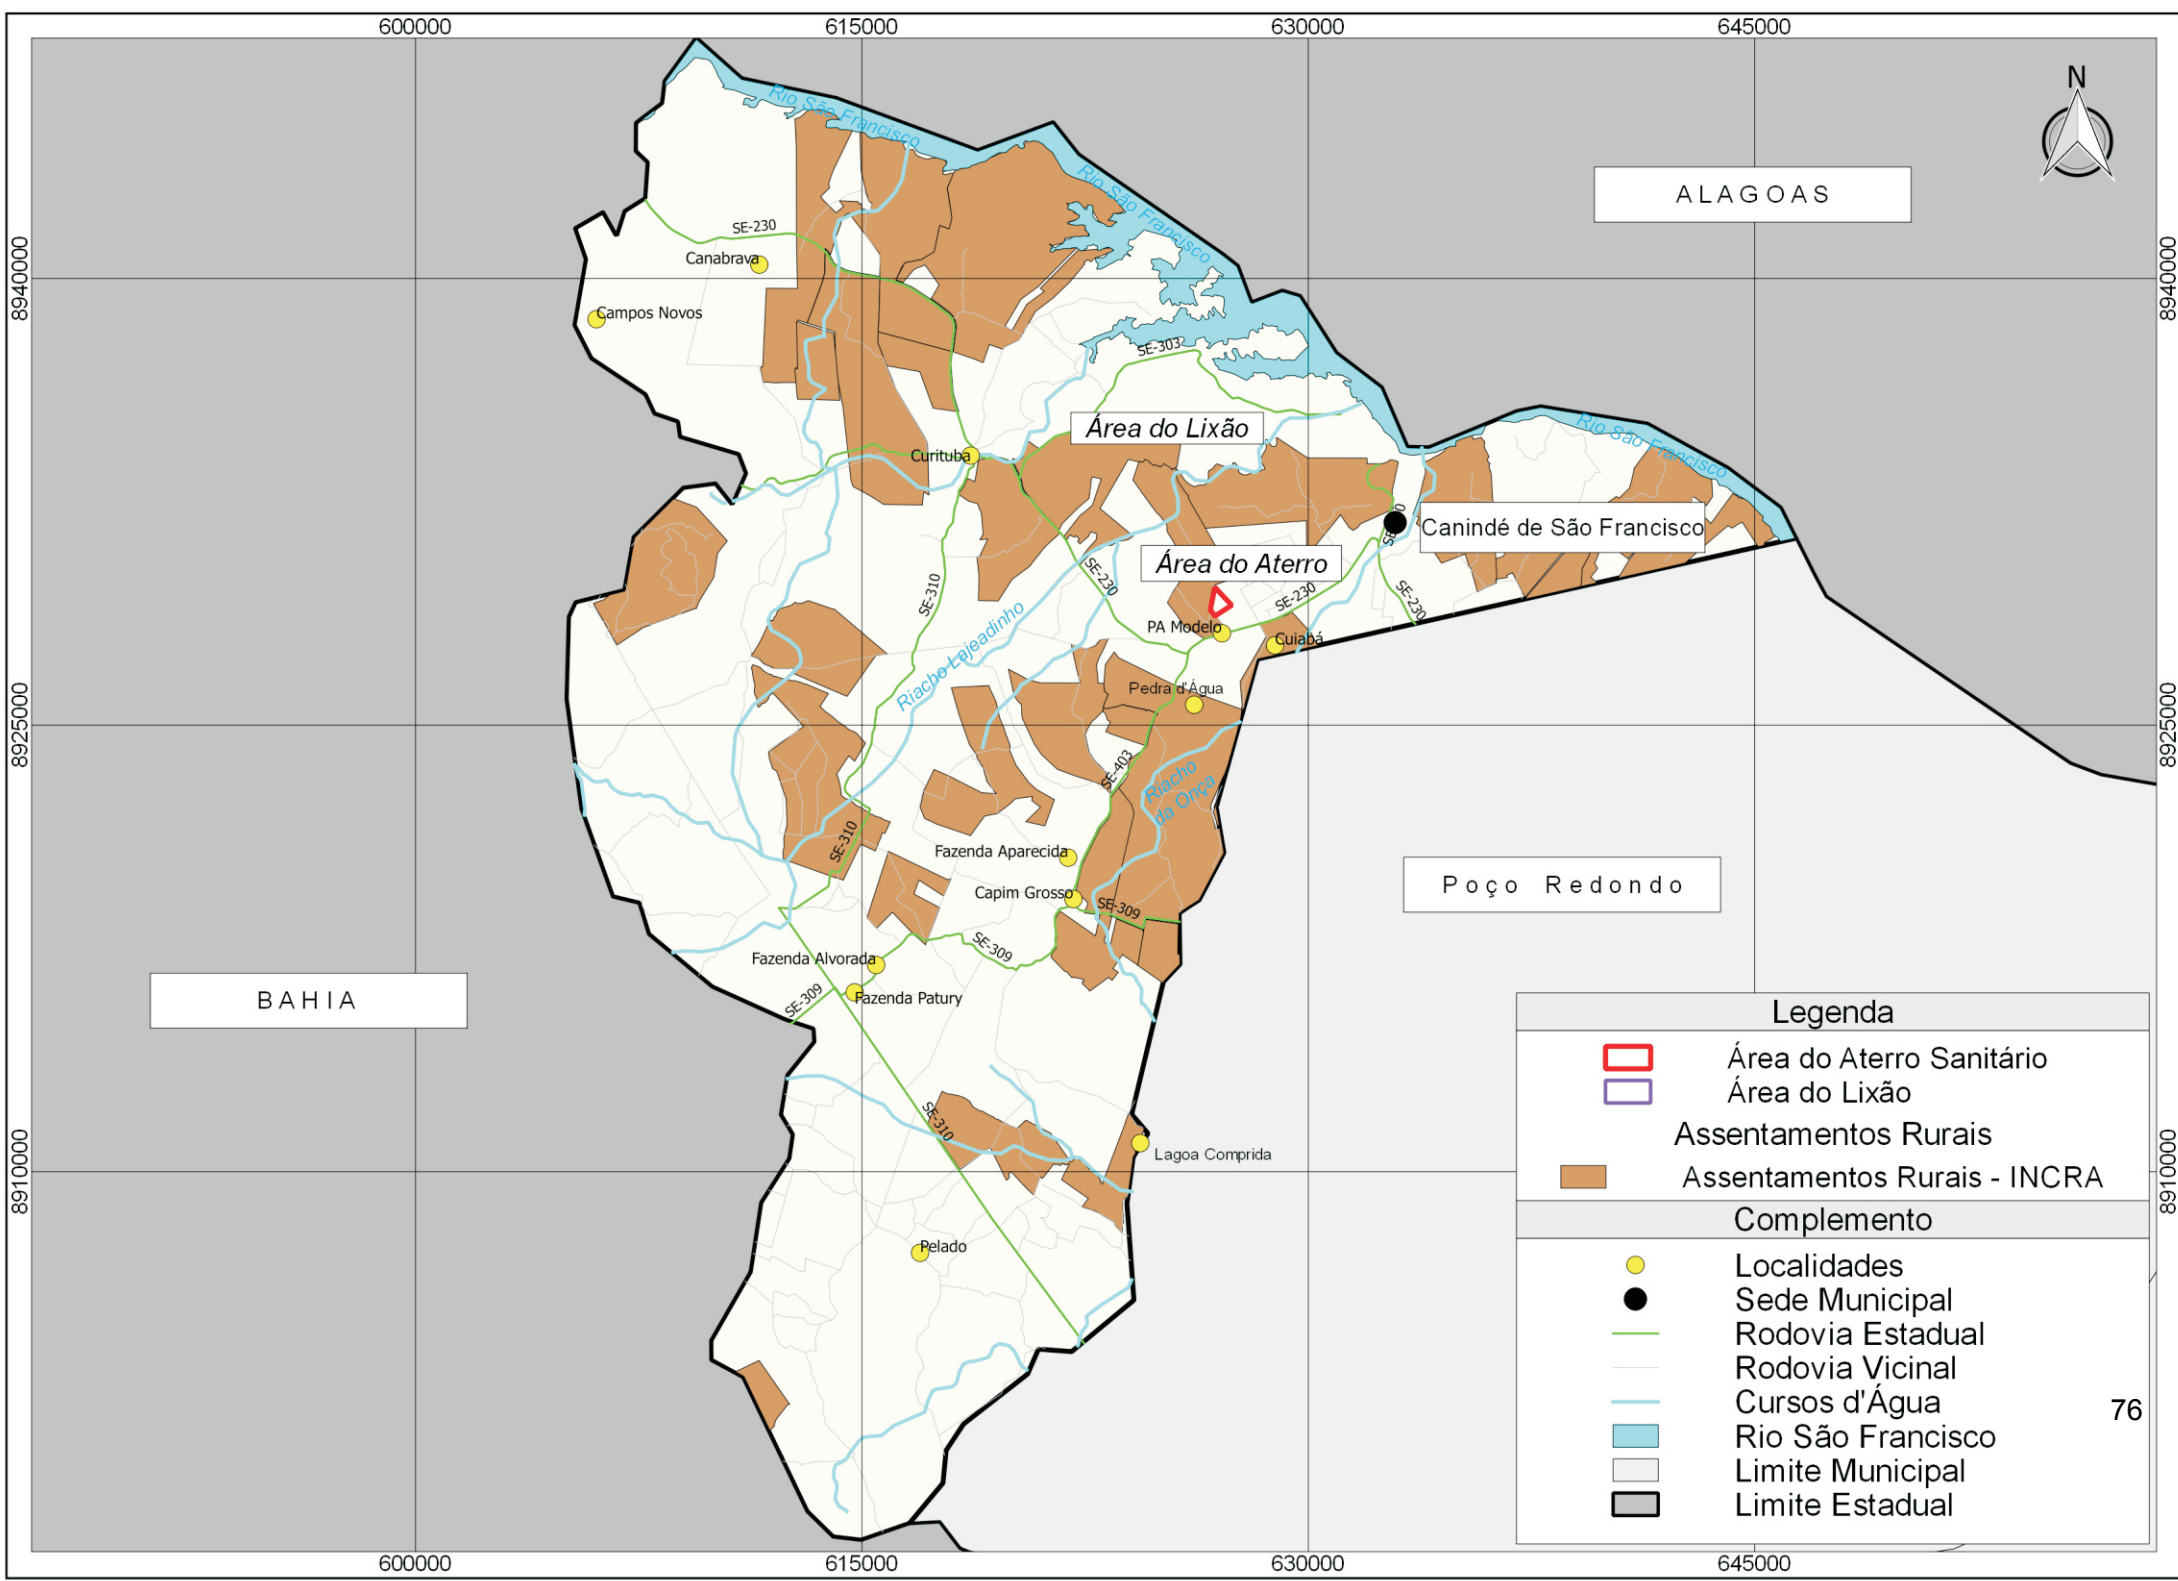 600000
615000
630000
645000
N
Rio São Francisco
ALAGOAS
Rio São Francisco
SE-230
Canabrava
8940000
8940000
Campos Novos
SE-303
Área do Lixão
Rio São Francisco
Curituba
Canindé de São Francisco
Área do Aterro
SE-230
SE-310
SE-230
SE-230
Riacho Lajeadinho
PA Modelo
Cuiabá
Pedra d'Água
8925000
8925000
SE-403
Riacho
da Onça
SE-310
Fazenda Aparecida
Capim Grosso
SE-309
Poço Redondo
SE-309
Fazenda Alvorada
BAHIA
SE-309
Fazenda Patury
SE-310
Lagoa Comprida
8910000
8910000
Pelado
Legenda
Área do Aterro Sanitário
Área do Lixão
Assentamentos Rurais
Assentamentos Rurais - INCRA
Complemento
Localidades
Sede Municipal
Rodovia Estadual
Rodovia Vicinal
Cursos d'Água
76
Rio São Francisco
Limite Municipal
Limite Estadual
600000
615000
630000
645000